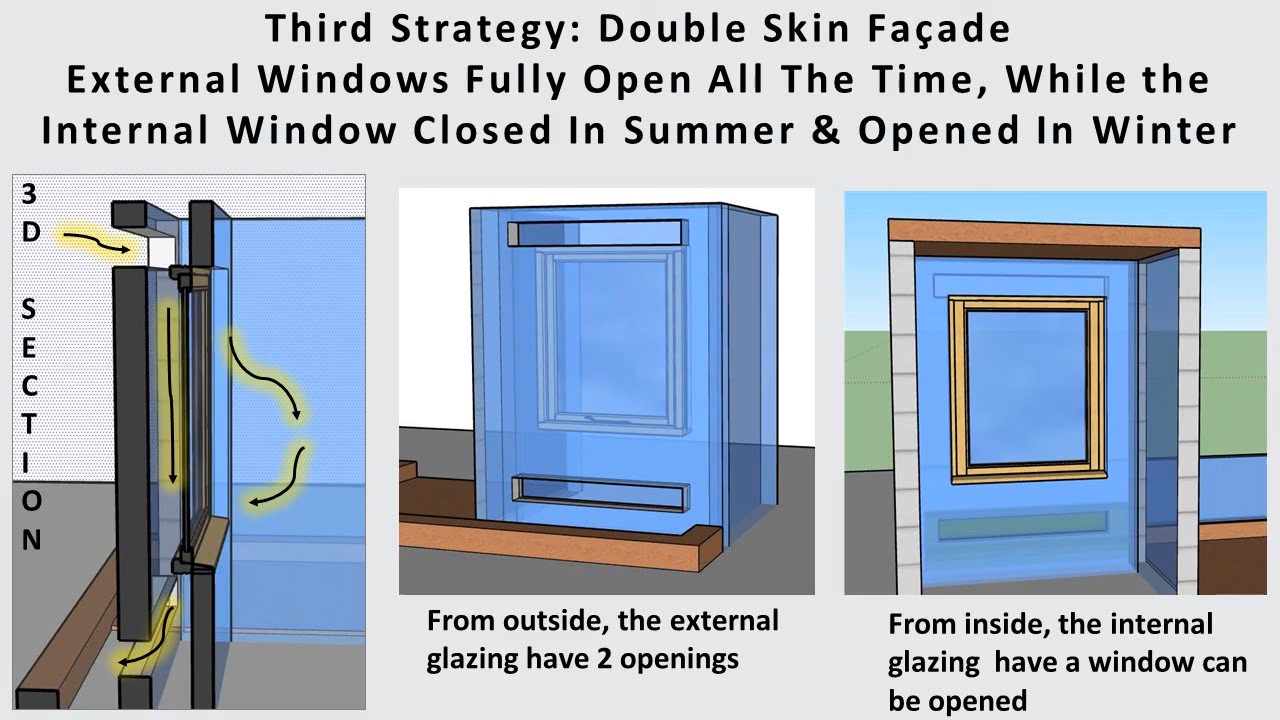 Third Strategy: Double Skin Façade
External Windows Fully Open All The Time, While the
Internal Window Closed In Summer & Opened In Winter
3
D
S
E
C
T
I
O
N
From outside, the external
glazing have 2 openings
From inside, the internal
glazing  have a window can
be opened